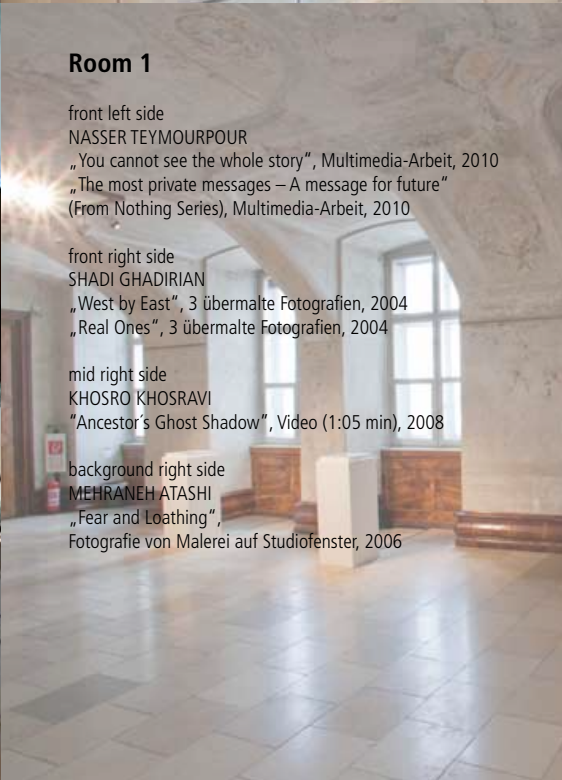 Room 1
front left side
NASSER TEYMOURPOUR
„You cannot see the whole story“, Multimedia-Arbeit, 2010
„The most private messages – A message for future“
(From Nothing Series), Multimedia-Arbeit, 2010
front right side
SHADI GHADIRIAN
„West by East“, 3 übermalte Fotografien, 2004
„Real Ones“, 3 übermalte Fotografien, 2004
mid right side
KHOSRO KHOSRAVI
“Ancestor´s Ghost Shadow“, Video (1:05 min), 2008
background right side
MEHRANEH ATASHI
„Fear and Loathing“,
Fotografie von Malerei auf Studiofenster, 2006